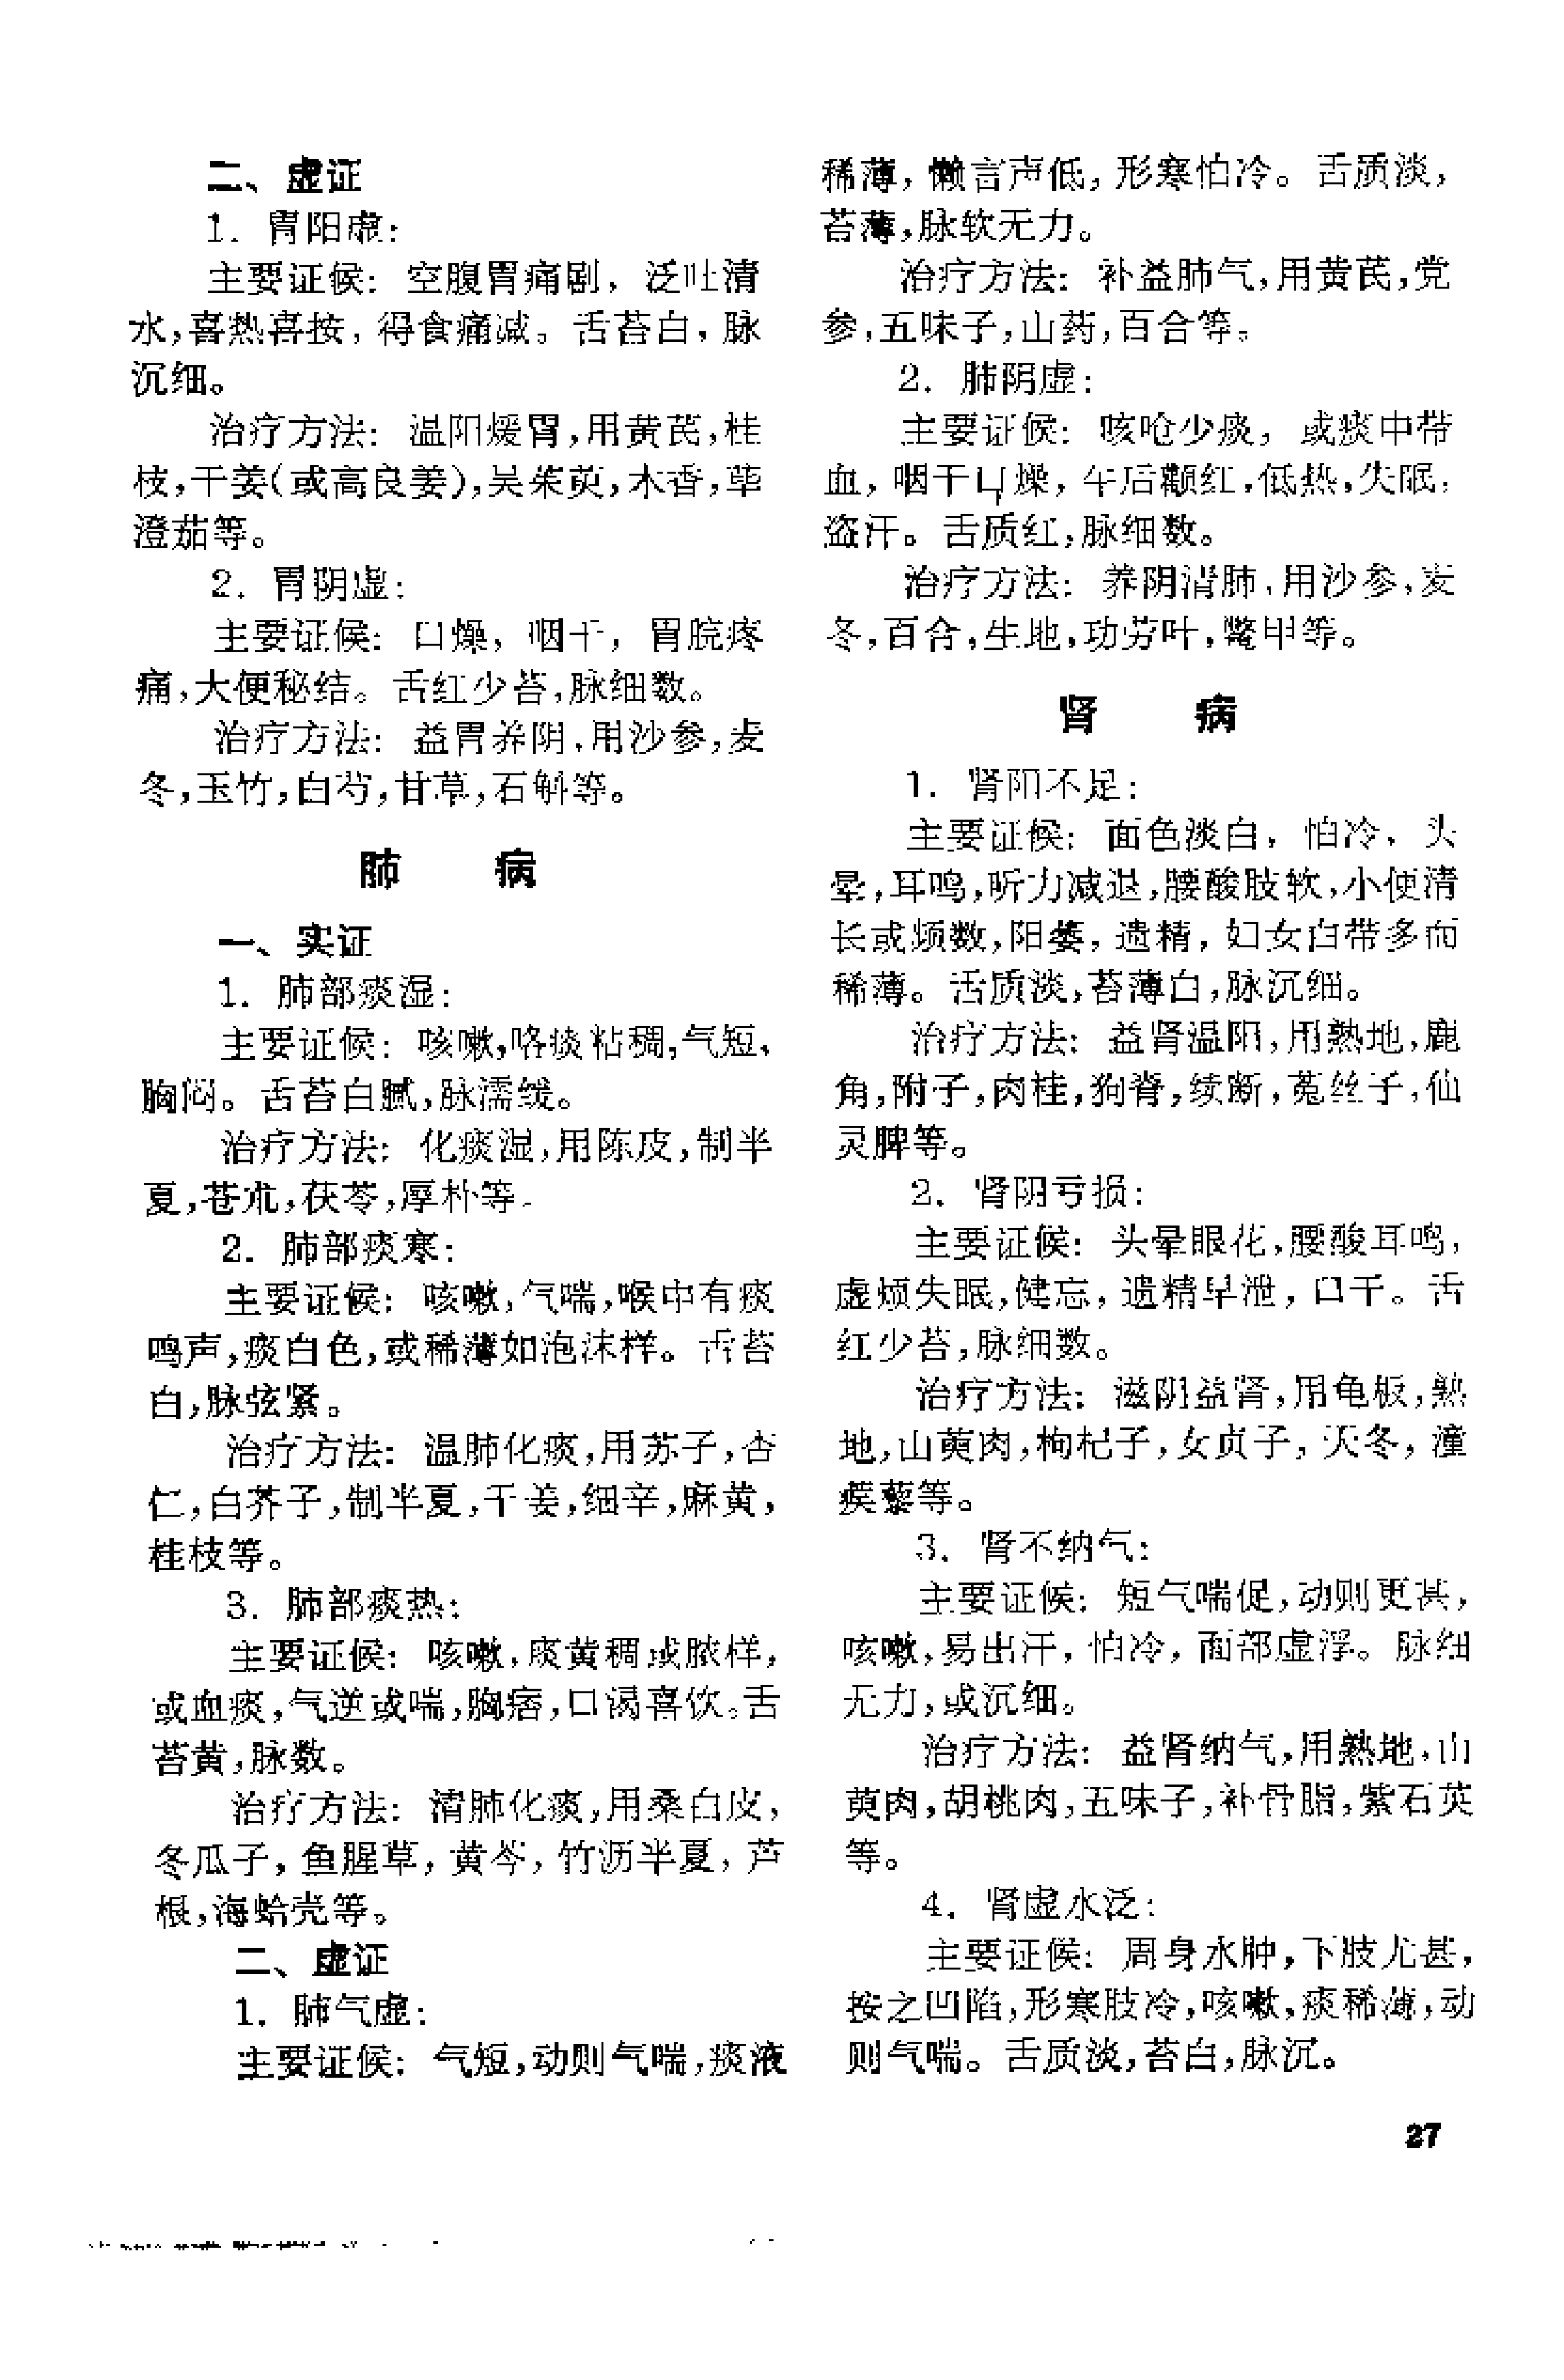 二、虚证
1. 胃阳虚：
主要证候：空腹胃痛剧，泛吐清
水，喜热喜按，得食痛减。舌苔白，脉
沉细。
治疗方法：温阳煖胃，用黄芪，桂
枝，干姜（或高良姜），吴茱萸，木香，荜
澄茄等。
2. 胃阴虚：
主要证候：口燥，咽干，胃脘疼
痛，大便秘结。舌红少苔，脉细数。
治疗方法：益胃养阴，用沙参，麦
冬，玉竹，白芍，甘草，石斛等。
肺 病
一、实证
1. 肺部痰湿：
主要证候：咳嗽，咯痰粘稠，气短，
胸闷。舌苔白腻，脉濡缓。
治疗方法：化痰湿，用陈皮，制半
夏，苍朮，茯苓，厚朴等。
2. 肺部痰寒：
主要证候：咳嗽，气喘，喉中有痰
鸣声，痰白色，或稀薄如泡沫样。舌苔
白，脉弦紧。
治疗方法：温肺化痰，用苏子，杏
仁，白芥子，制半夏，干姜，细辛，麻黄，
桂枝等。
3. 肺部痰热：
主要证候：咳嗽，痰黄稠或脓样，
或血痰，气逆或喘，胸痞，口渴喜饮。舌
苔黄，脉数。
治疗方法：清肺化痰，用桑白皮，
冬瓜子，鱼腥草，黄芩，竹沥半夏，芦
根，海蛤壳等。
二、虚证
1. 肺气虚：
主要证候：气短，动则气喘，痰液
稀薄，懒言声低，形寒怕冷。舌质淡，
苔薄，脉软无力。
治疗方法：补益肺气，用黄芪，党
参，五味子，山药，百合等。
2. 肺阴虚：
主要证候：咳呛少痰，或痰中带
血，咽干口燥，午后颧红，低热，失眠，
盗汗。舌质红，脉细数。
治疗方法：养阴清肺，用沙参，麦
冬，百合，生地，功劳叶，鳖甲等。
肾 病
1. 肾阳不足：
主要证候：面色淡白，怕冷，头
晕，耳鸣，听力减退，腰酸肢软，小便清
长或频数，阳萎，遗精，妇女白带多而
稀薄。舌质淡，苔薄白，脉沉细。
治疗方法：益肾温阳，用熟地，鹿
角，附子，肉桂，狗脊，续断，菟丝子，仙
灵脾等。
2. 肾阴亏损：
主要证候：头晕眼花，腰酸耳鸣，
虚烦失眠，健忘，遗精早泄，口干。舌
红少苔，脉细数。
治疗方法：滋阴益肾，用龟板，熟
地，山萸肉，枸杞子，女贞子，天冬，潼
蒺藜等。
3. 肾不纳气：
主要证候：短气喘促，动则更甚，
咳嗽，易出汗，怕冷，面部虚浮。脉细
无力，或沉细。
治疗方法：益肾纳气，用熟地，山
萸肉，胡桃肉，五味子，补骨脂，紫石英
等。
4. 肾虚水泛：
主要证侯：周身水肿，下肢尤甚，
按之凹陷，形寒肢冷，咳嗽，痰稀薄，动
则气喘。舌质淡，苔白，脉沉。
27